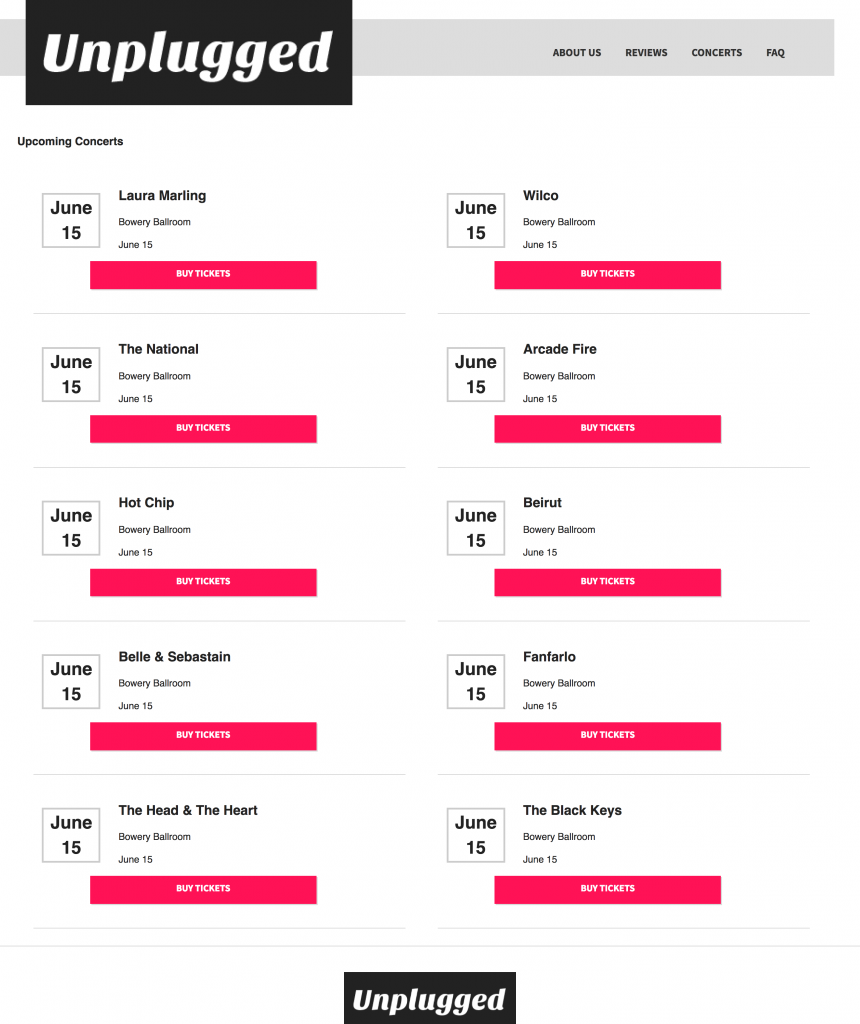 Unplugged
ABOUT US REVIEWS CONCERTS FAQ
Upcoming Concerts
June
15
Laura Marling
Bowery Ballroom
June 15
BUY TICKETS
June
15
Wilco
Bowery Ballroom
June 15
BUY TICKETS
June
15
The National
Bowery Ballroom
June 15
BUY TICKETS
June
15
Arcade Fire
Bowery Ballroom
June 15
BUY TICKETS
June
15
Hot Chip
Bowery Ballroom
June 15
BUY TICKETS
June
15
Beirut
Bowery Ballroom
June 15
BUY TICKETS
June
15
Belle & Sebastain
Bowery Ballroom
June 15
BUY TICKETS
June
15
Fanfarlo
Bowery Ballroom
June 15
BUY TICKETS
June
15
The Head & The Heart
Bowery Ballroom
June 15
BUY TICKETS
June
15
The Black Keys
Bowery Ballroom
June 15
BUY TICKETS
Unplugged